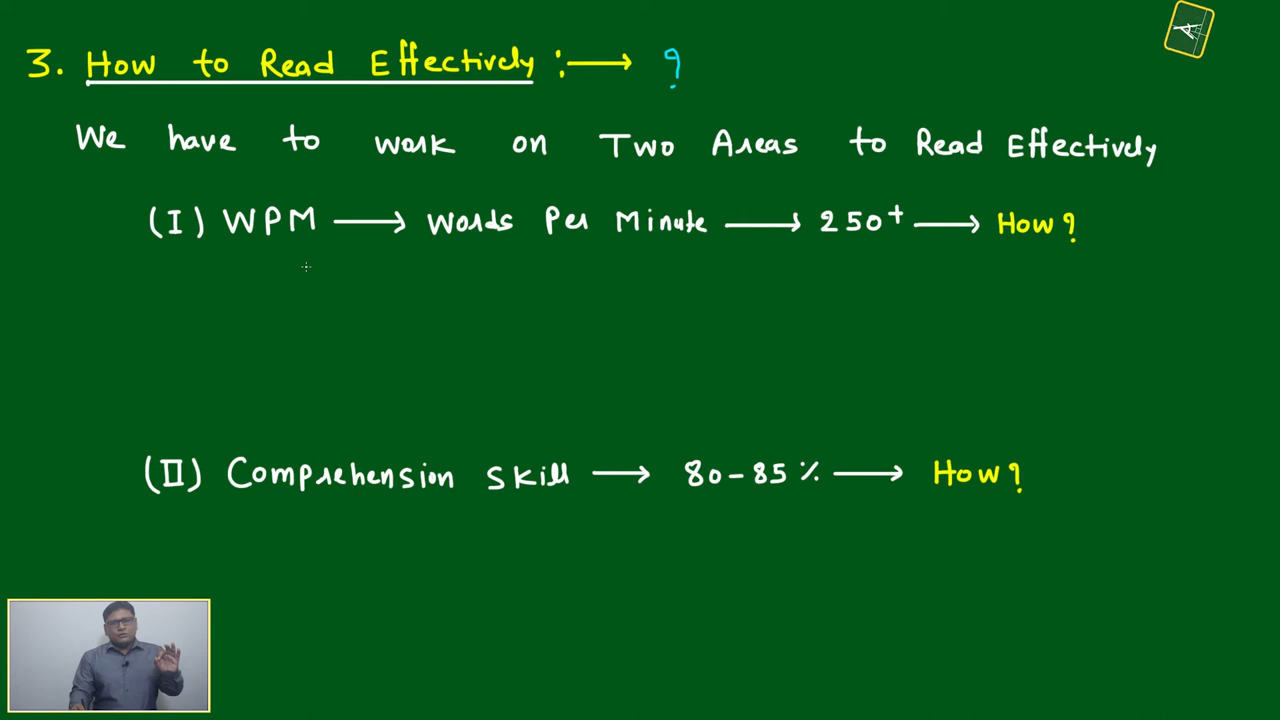 3. How to Read Effectively :⟶ ?
We have to work on Two Areas to Read Effectively
(I) WPM ⟶ Words Per Minute ⟶ 250+ ⟶ How?
(II) Comprehension skill ⟶ 80-85% ⟶ How?